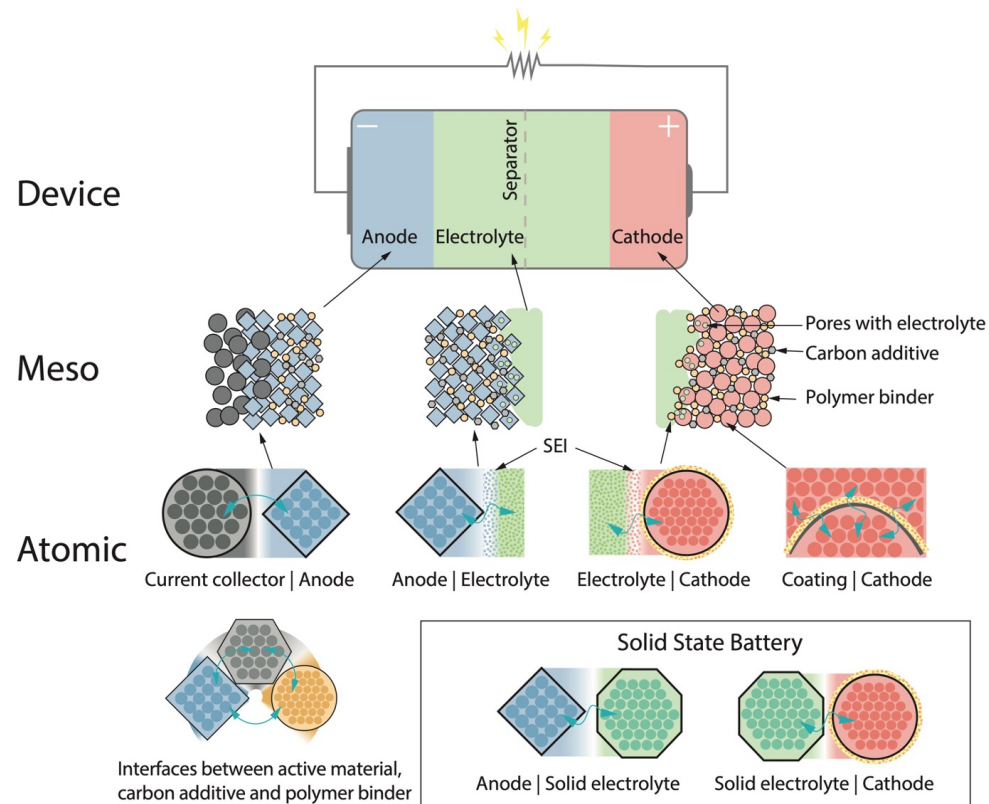 −
+
Separator
Device
Anode
Electrolyte
Cathode
Meso
Pores with electrolyte
Carbon additive
Polymer binder
SEI
Atomic
Current collector | Anode
Anode | Electrolyte
Electrolyte | Cathode
Coating | Cathode
Interfaces between active material,
carbon additive and polymer binder
Solid State Battery
Anode | Solid electrolyte
Solid electrolyte | Cathode